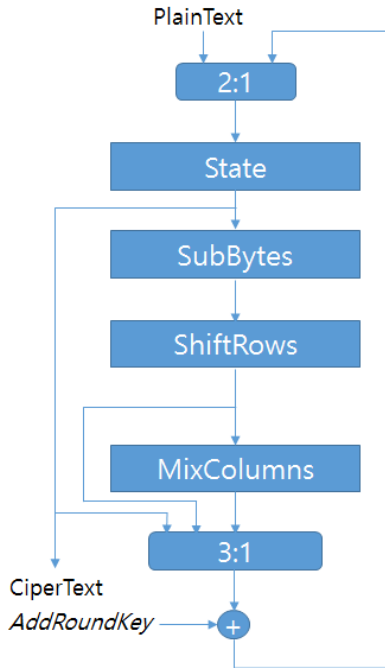 PlainText
2:1
State
SubBytes
ShiftRows
MixColumns
3:1
CiperText
AddRoundKey
+